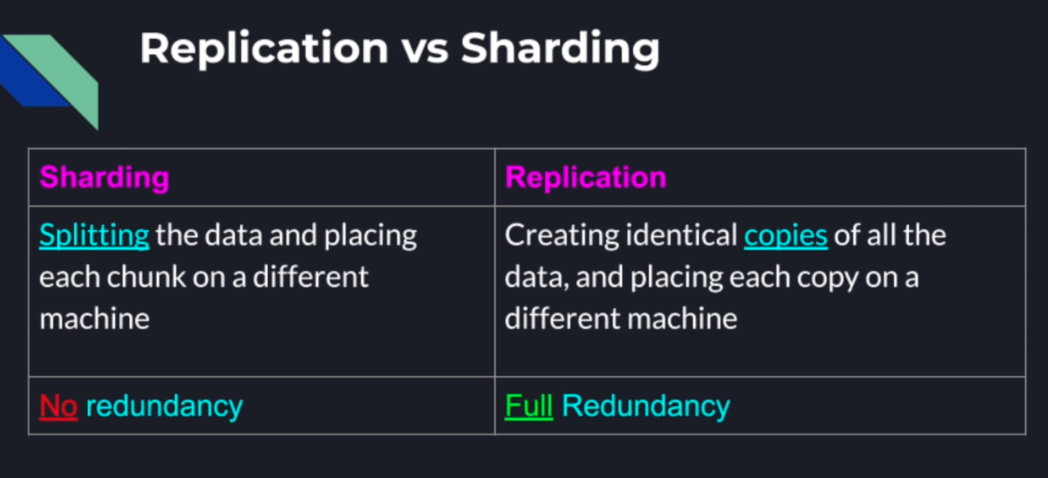 Replication vs Sharding
Sharding
Replication
Splitting the data and placing
each chunk on a different
machine
Creating identical copies of all the
data, and placing each copy on a
different machine
No redundancy
Full Redundancy